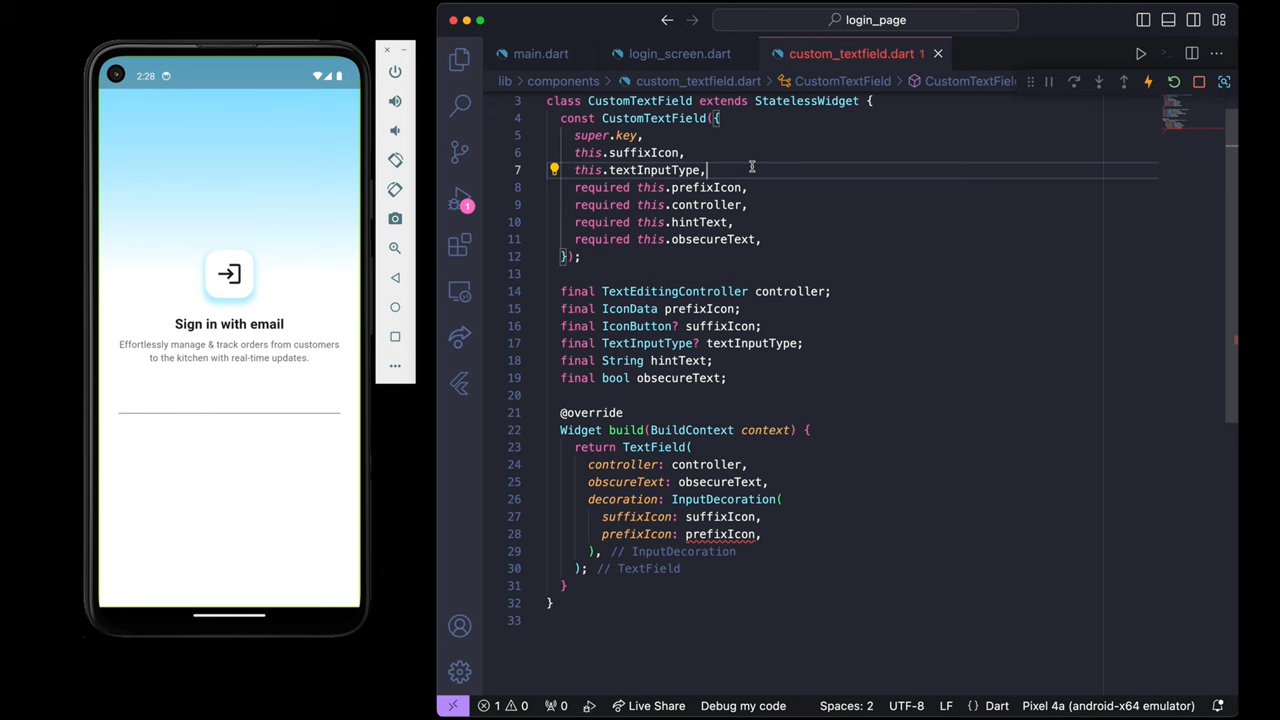 2:28
Sign in with email
Effortlessly manage & track orders from customers
to the kitchen with real-time updates.
login_page
main.dart
login_screen.dart
custom_textfield.dart 1
lib
components
custom_textfield.dart
CustomTextField
CustomTextFiel
3 class CustomTextField extends StatelessWidget {
4 const CustomTextField({
5 super.key,
6 this.suffixIcon,
7 this.textInputType,
8 required this.prefixIcon,
9 required this.controller,
10 required this.hintText,
11 required this.obsecureText,
12 });
13
14 final TextEditingController controller;
15 final IconData prefixIcon;
16 final IconButton? suffixIcon;
17 final TextInputType? textInputType;
18 final String hintText;
19 final bool obsecureText;
20
21 @override
22 Widget build(BuildContext context) {
23 return TextField(
24 controller: controller,
25 obscureText: obsecureText,
26 decoration: InputDecoration(
27 suffixIcon: suffixIcon,
28 prefixIcon: prefixIcon,
29 ), // InputDecoration
30 ); // TextField
31 }
32 }
33
1
1 0 0 Live Share Debug my code Spaces: 2 UTF-8 LF {} Dart Pixel 4a (android-x64 emulator)